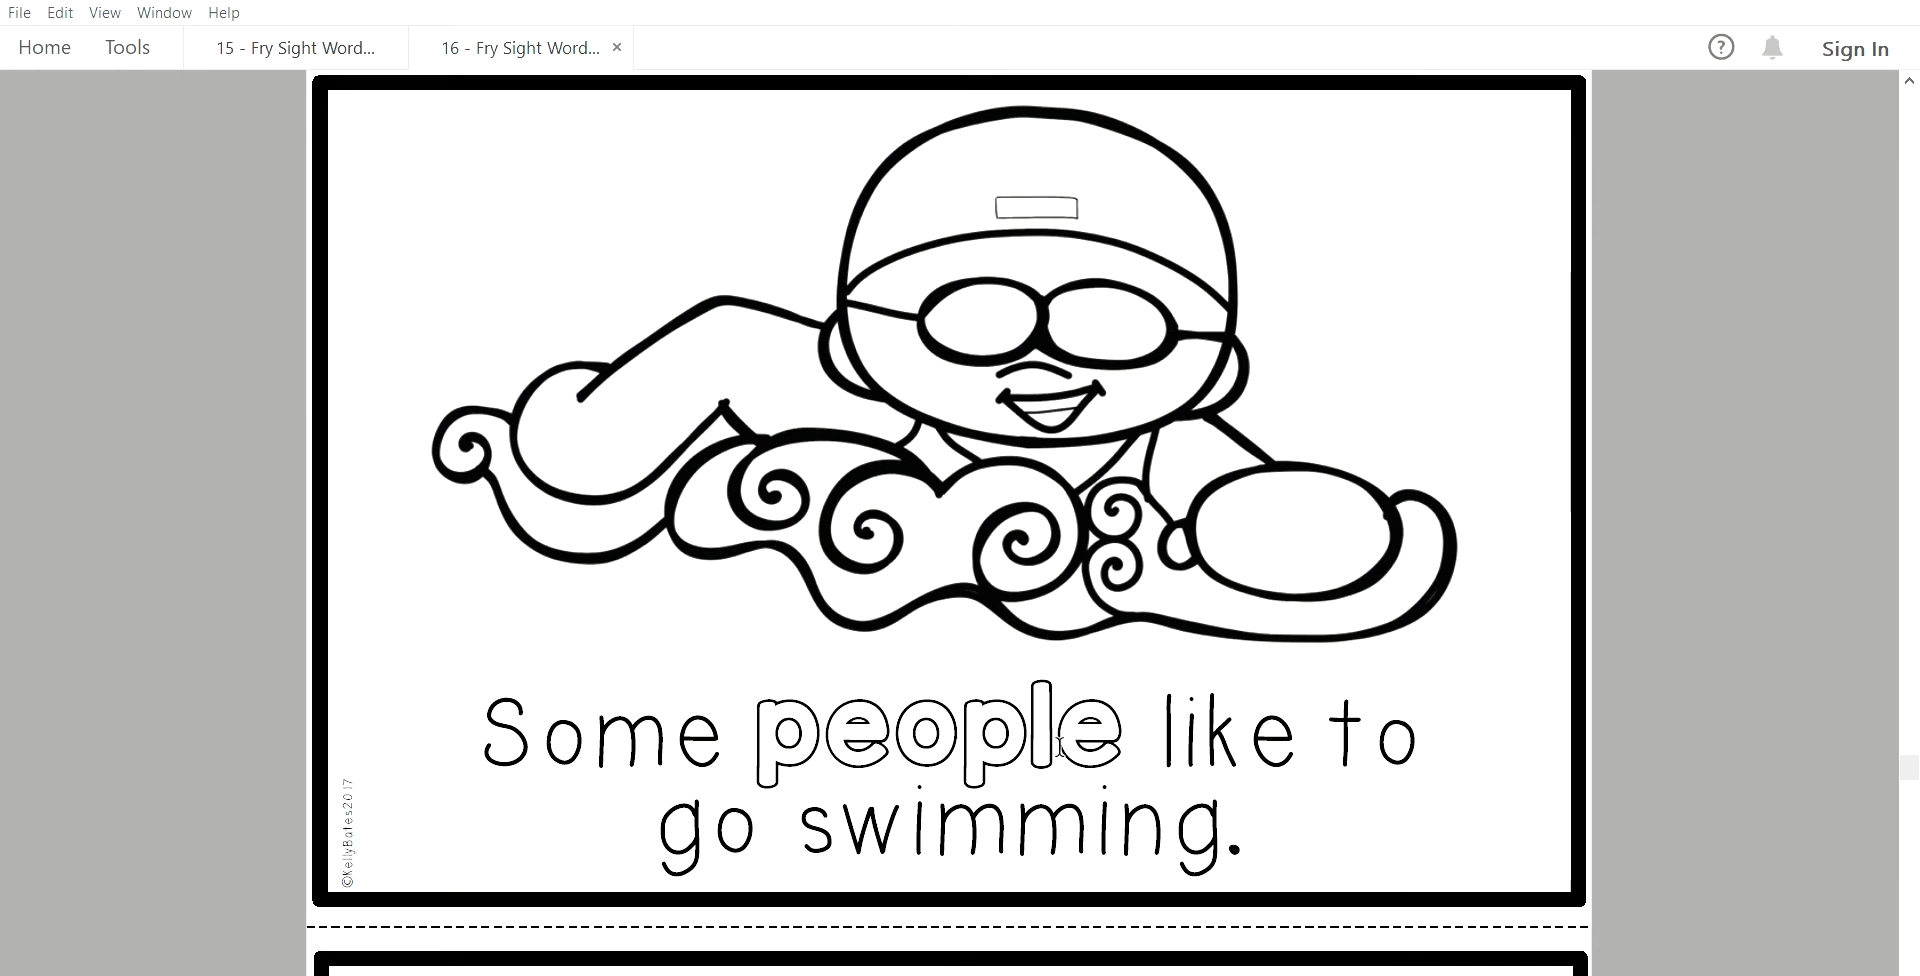 File Edit View Window Help
Home Tools 15 - Fry Sight Word... 16 - Fry Sight Word... × ? Sign In
Some people like to
go swimming.
©KellyBates2017